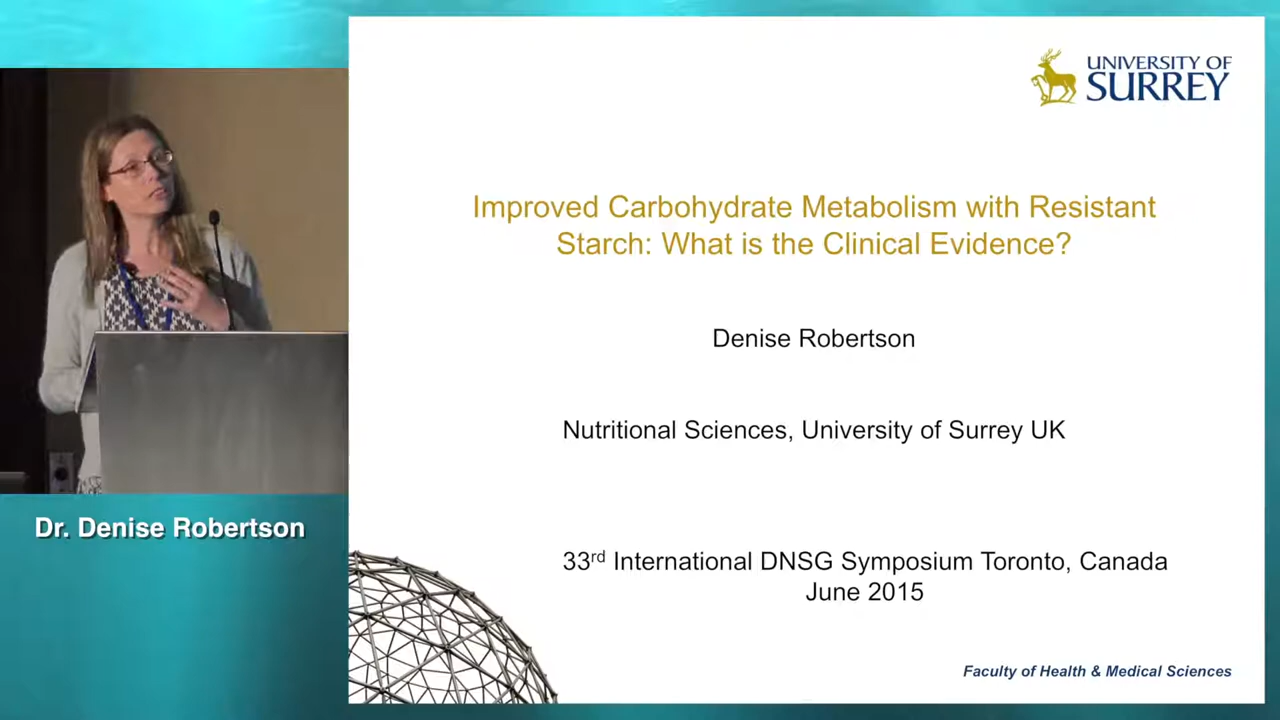 UNIVERSITY OF
SURREY
Improved Carbohydrate Metabolism with Resistant
Starch: What is the Clinical Evidence?
Denise Robertson
Nutritional Sciences, University of Surrey UK
Dr. Denise Robertson
33rd International DNSG Symposium Toronto, Canada
June 2015
Faculty of Health & Medical Sciences